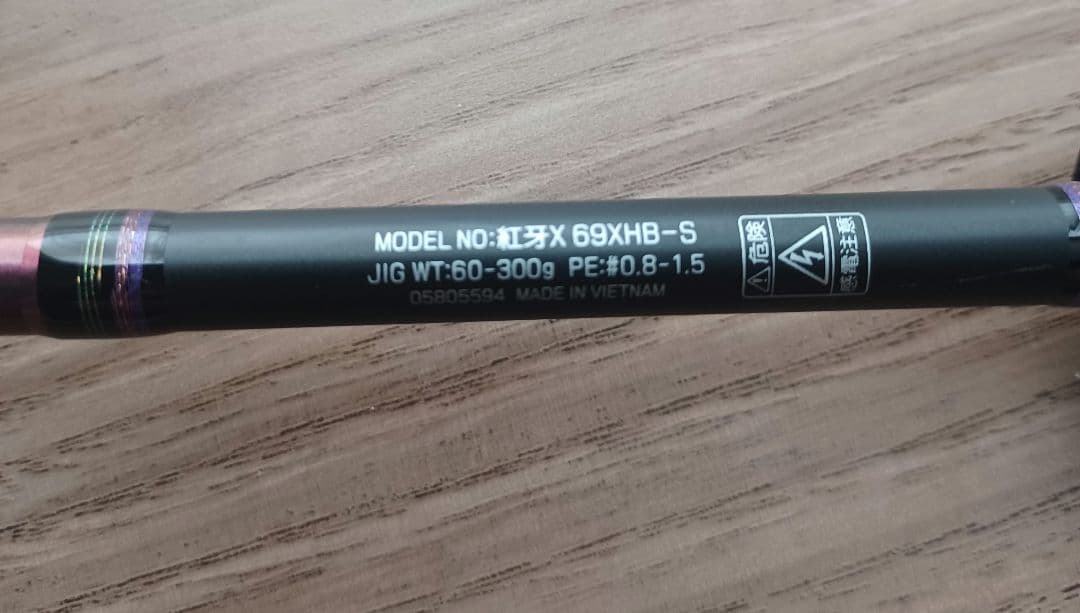 MODEL NO:紅牙X 69XHB-S
JIG WT:60-300g PE:#0.8-1.5
05805594 MADE IN VIETNAM
危険
感電注意